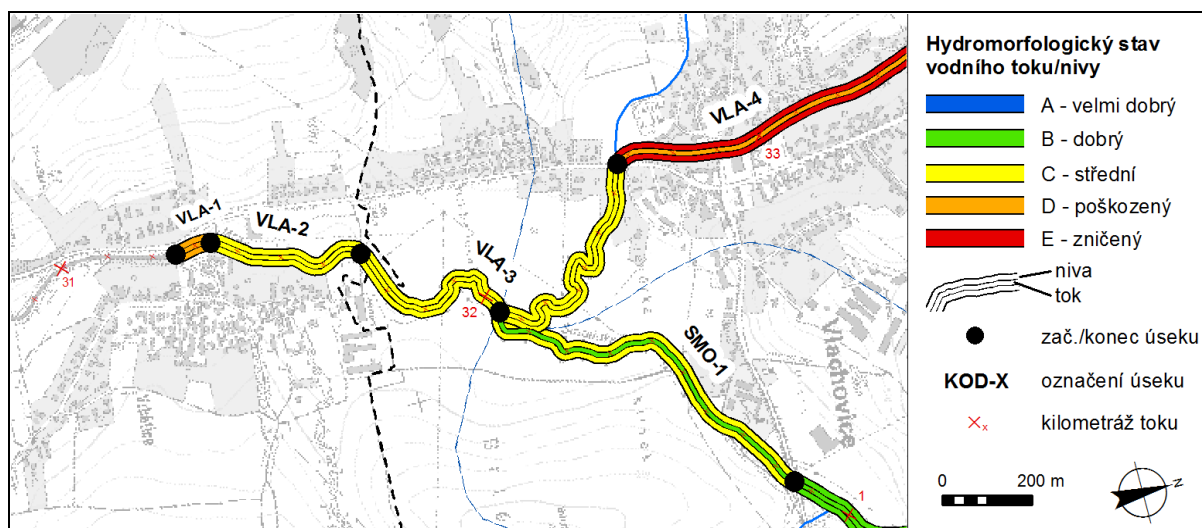 VLA-1
VLA-2
31
VLA-3
32
VLA-4
33
SMO-1
Vlachovice
1
Hydromorfologický stav
vodního toku/nivy
A - velmi dobrý
B - dobrý
C - střední
D - poškozený
E - zničený
niva
tok
zač./konec úseku
KOD-X
označení úseku
x
kilometráž toku
0
200 m
N